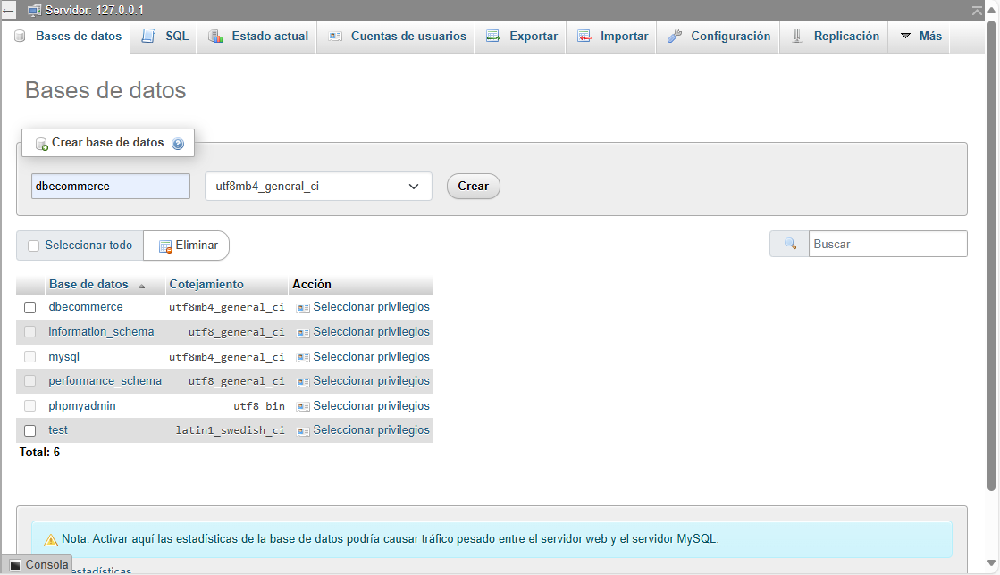 Servidor: 127.0.0.1
Bases de datos SQL Estado actual Cuentas de usuarios Exportar Importar Configuración Replicación Más
Bases de datos
Crear base de datos
dbecommerce utf8mb4_general_ci Crear
Seleccionar todo Eliminar Buscar
Base de datos Cotejamiento Acción
dbecommerce utf8mb4_general_ci Seleccionar privilegios
information_schema utf8_general_ci Seleccionar privilegios
mysql utf8mb4_general_ci Seleccionar privilegios
performance_schema utf8_general_ci Seleccionar privilegios
phpmyadmin utf8_bin Seleccionar privilegios
test latin1_swedish_ci Seleccionar privilegios
Total: 6
Nota: Activar aquí las estadísticas de la base de datos podría causar tráfico pesado entre el servidor web y el servidor MySQL.
Consola estadísticas